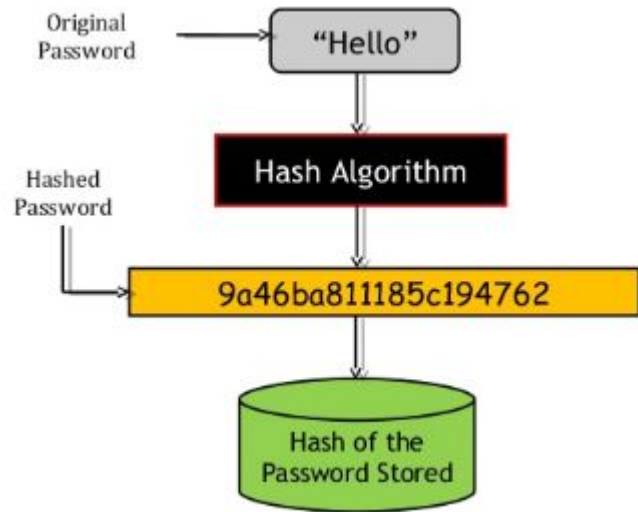 Original
Password
“Hello”
Hash Algorithm
Hashed
Password
9a46ba811185c194762
Hash of the
Password Stored